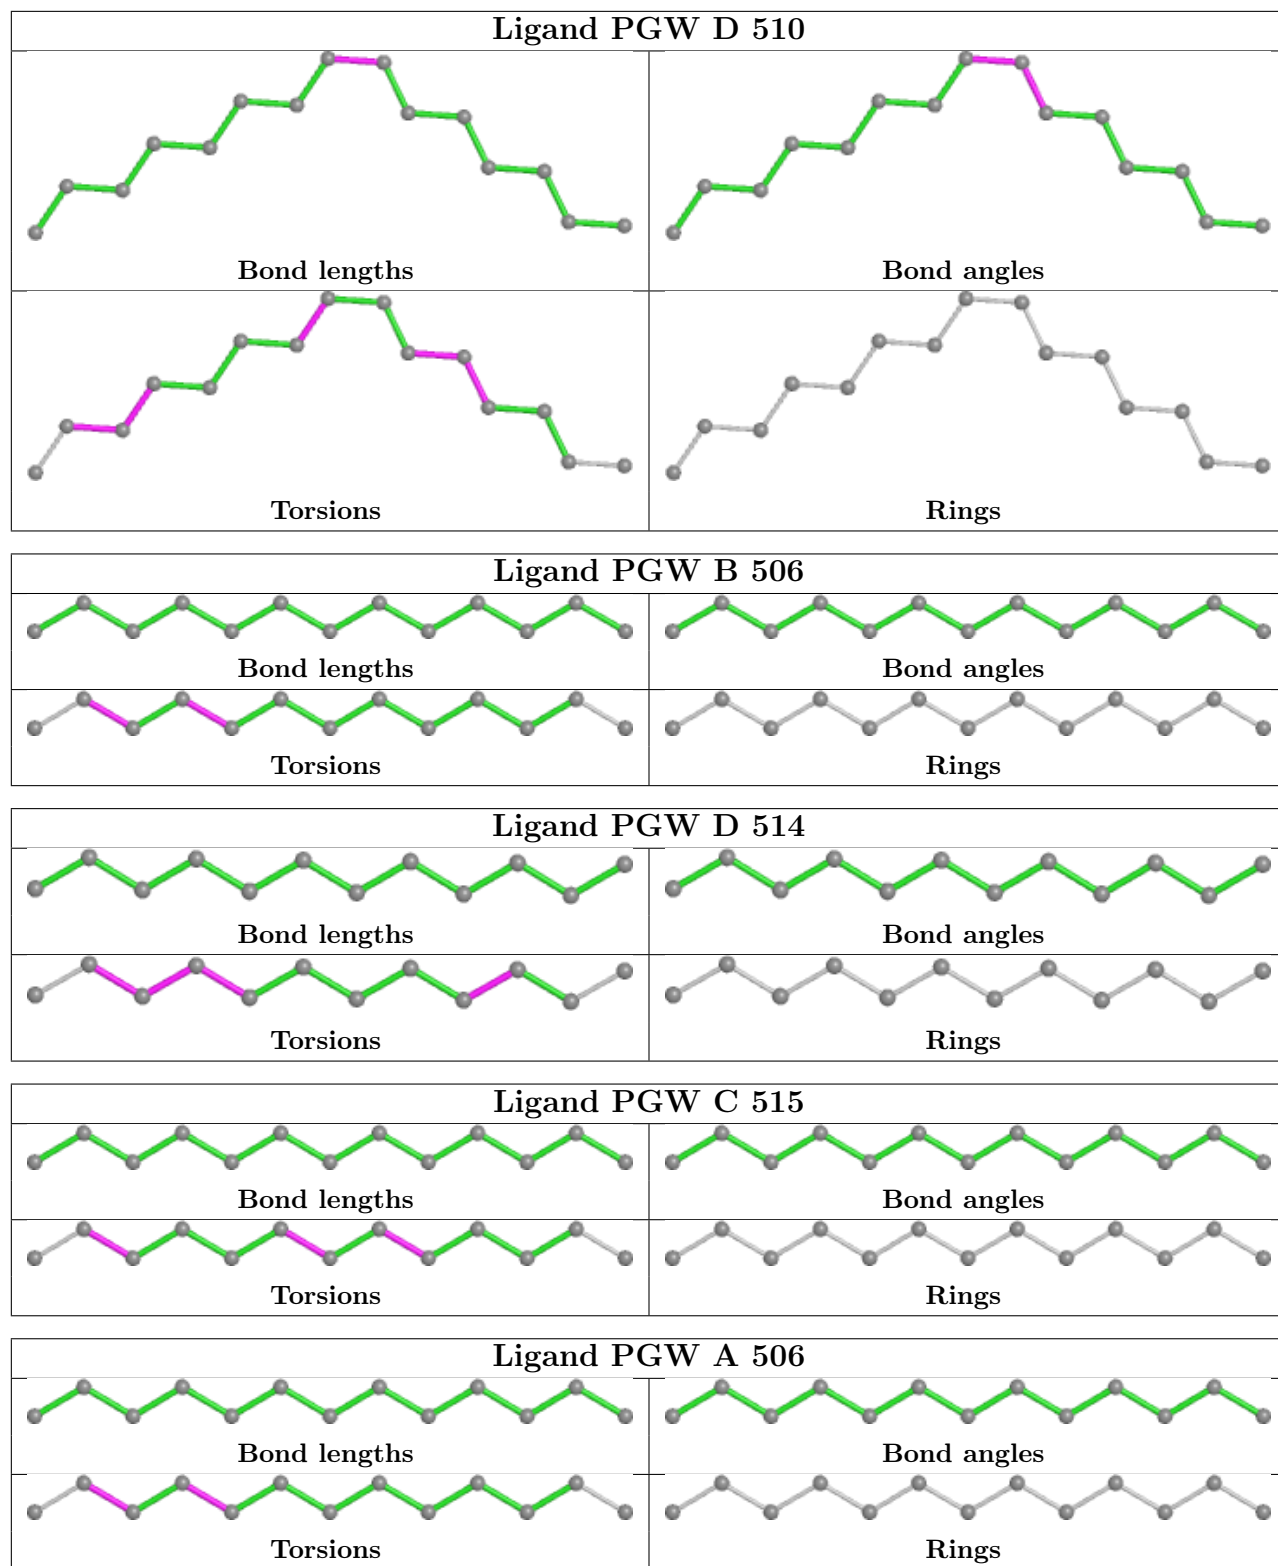 Ligand PGW D 510
Bond lengths
Bond angles
Torsions
Rings
Ligand PGW B 506
Bond lengths
Bond angles
Torsions
Rings
Ligand PGW D 514
Bond lengths
Bond angles
Torsions
Rings
Ligand PGW C 515
Bond lengths
Bond angles
Torsions
Rings
Ligand PGW A 506
Bond lengths
Bond angles
Torsions
Rings